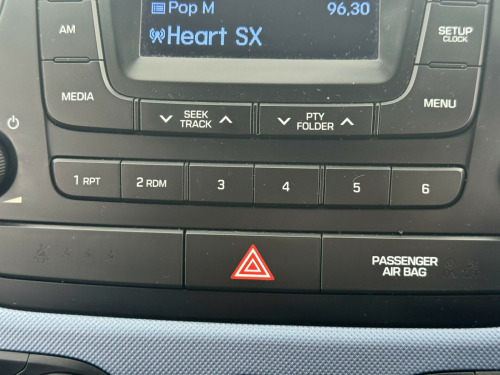 Pop M 96.30
Heart SX
AM
SETUP
CLOCK
MEDIA
SEEK
TRACK
PTY
FOLDER
MENU
1 RPT 2 RDM 3 4 5 6
PASSENGER
AIR BAG